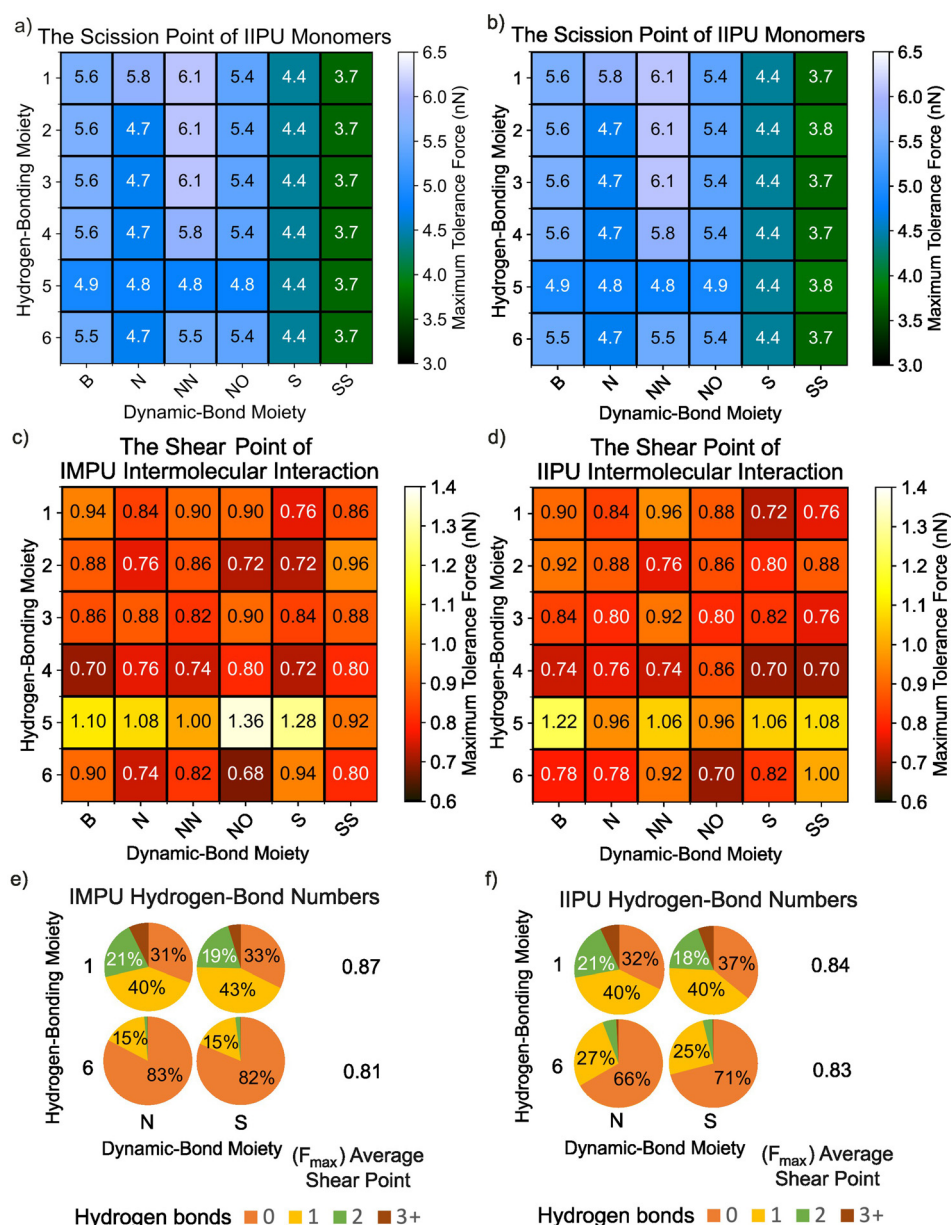 a)
The Scission Point of IIPU Monomers
Hydrogen-Bonding Moiety
1 5.6 5.8 6.1 5.4 4.4 3.7
2 5.6 4.7 6.1 5.4 4.4 3.7
3 5.6 4.7 6.1 5.4 4.4 3.7
4 5.6 4.7 5.8 5.4 4.4 3.7
5 4.9 4.8 4.8 4.8 4.4 3.7
6 5.5 4.7 5.5 5.4 4.4 3.7
B N NN NO S SS
Dynamic-Bond Moiety
6.5
6.0
5.5
5.0
4.5
4.0
3.5
3.0
Maximum Tolerance Force (nN)
b)
The Scission Point of IIPU Monomers
Hydrogen-Bonding Moiety
1 5.6 5.8 6.1 5.4 4.4 3.7
2 5.6 4.7 6.1 5.4 4.4 3.8
3 5.6 4.7 6.1 5.4 4.4 3.7
4 5.6 4.7 5.8 5.4 4.4 3.7
5 4.9 4.8 4.8 4.9 4.4 3.8
6 5.5 4.7 5.5 5.4 4.4 3.7
B N NN NO S SS
Dynamic-Bond Moiety
6.5
6.0
5.5
5.0
4.5
4.0
3.5
3.0
Maximum Tolerance Force (nN)
c)
The Shear Point of
IMPU Intermolecular Interaction
Hydrogen-Bonding Moiety
1 0.94 0.84 0.90 0.90 0.76 0.86
2 0.88 0.76 0.86 0.72 0.72 0.96
3 0.86 0.88 0.82 0.90 0.84 0.88
4 0.70 0.76 0.74 0.80 0.72 0.80
5 1.10 1.08 1.00 1.36 1.28 0.92
6 0.90 0.74 0.82 0.68 0.94 0.80
B N NN NO S SS
Dynamic-Bond Moiety
1.4
1.3
1.2
1.1
1.0
0.9
0.8
0.7
0.6
Maximum Tolerance Force (nN)
d)
The Shear Point of
IIPU Intermolecular Interaction
Hydrogen-Bonding Moiety
1 0.90 0.84 0.96 0.88 0.72 0.76
2 0.92 0.88 0.76 0.86 0.80 0.88
3 0.84 0.80 0.92 0.80 0.82 0.76
4 0.74 0.76 0.74 0.86 0.70 0.70
5 1.22 0.96 1.06 0.96 1.06 1.08
6 0.78 0.78 0.92 0.70 0.82 1.00
B N NN NO S SS
Dynamic-Bond Moiety
1.4
1.3
1.2
1.1
1.0
0.9
0.8
0.7
0.6
Maximum Tolerance Force (nN)
e)
IMPU Hydrogen-Bond Numbers
Hydrogen-Bonding Moiety
1 21% 31% 40% 19% 33% 43% 0.87
6 15% 83% 15% 82% 0.81
N S
Dynamic-Bond Moiety
(Fmax) Average
Shear Point
Hydrogen bonds 0 1 2 3+
f)
IIPU Hydrogen-Bond Numbers
Hydrogen-Bonding Moiety
1 21% 32% 40% 18% 37% 40% 0.84
6 27% 66% 25% 71% 0.83
N S
Dynamic-Bond Moiety
(Fmax) Average
Shear Point
Hydrogen bonds 0 1 2 3+